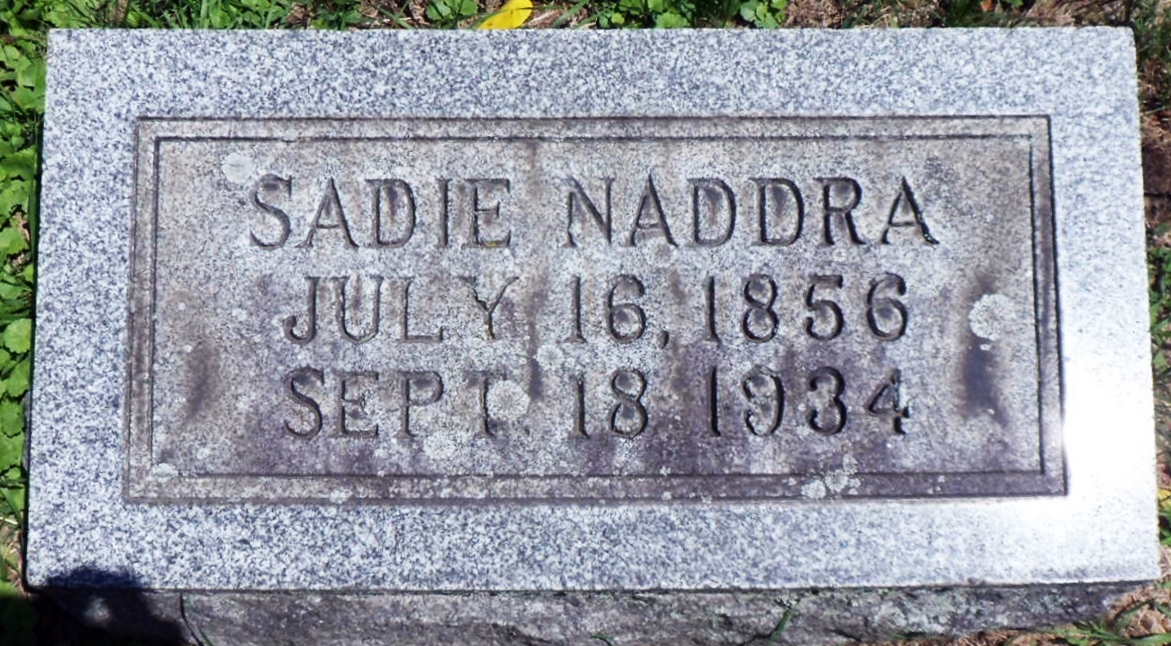 SADIE NADDRA
JULY 16, 1856
SEPT. 18 1934